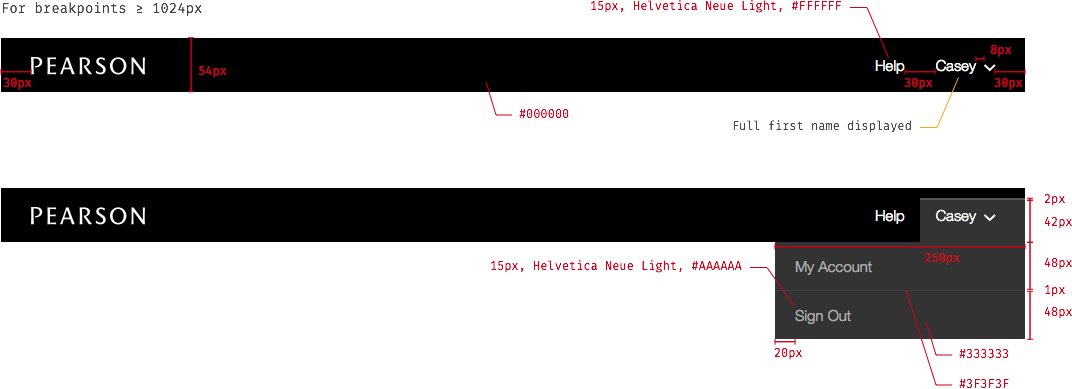 For breakpoints ≥ 1024px
15px, Helvetica Neue Light, #FFFFFF
8px
PEARSON
54px
Help
Casey
30px
30px
30px
#000000
Full first name displayed
PEARSON
Help
Casey
2px
42px
250px
15px, Helvetica Neue Light, #AAAAAA
My Account
48px
1px
Sign Out
48px
20px
#333333
#3F3F3F